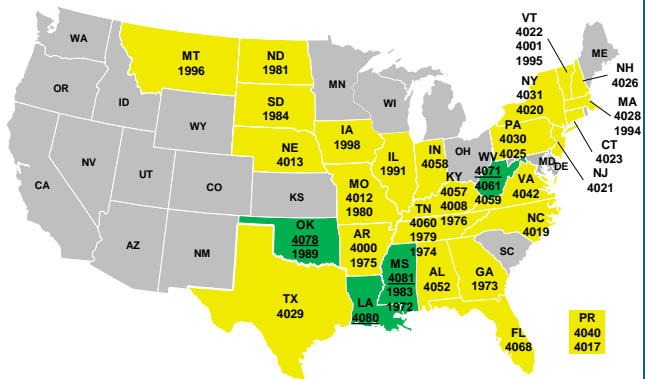 WA
OR
ID
NV
CA
UT
AZ
WY
CO
NM
MT
1996
ND
1981
SD
1984
NE
4013
KS
OK
4078
1989
TX
4029
MN
IA
1998
MO
4012
1980
AR
4000
1975
LA
4080
WI
IL
1991
MS
4081
1983
1972
IN
4058
KY
4057
4008
1976
TN
4060
1979
1974
AL
4052
OH
WV
4071
4061
4059
VA
4042
NC
4019
SC
GA
1973
FL
4068
PA
4030
4025
MD
DE
NY
4031
4020
VT
4022
4001
1995
ME
NH
4026
MA
4028
1994
CT
4023
NJ
4021
PR
4040
4017